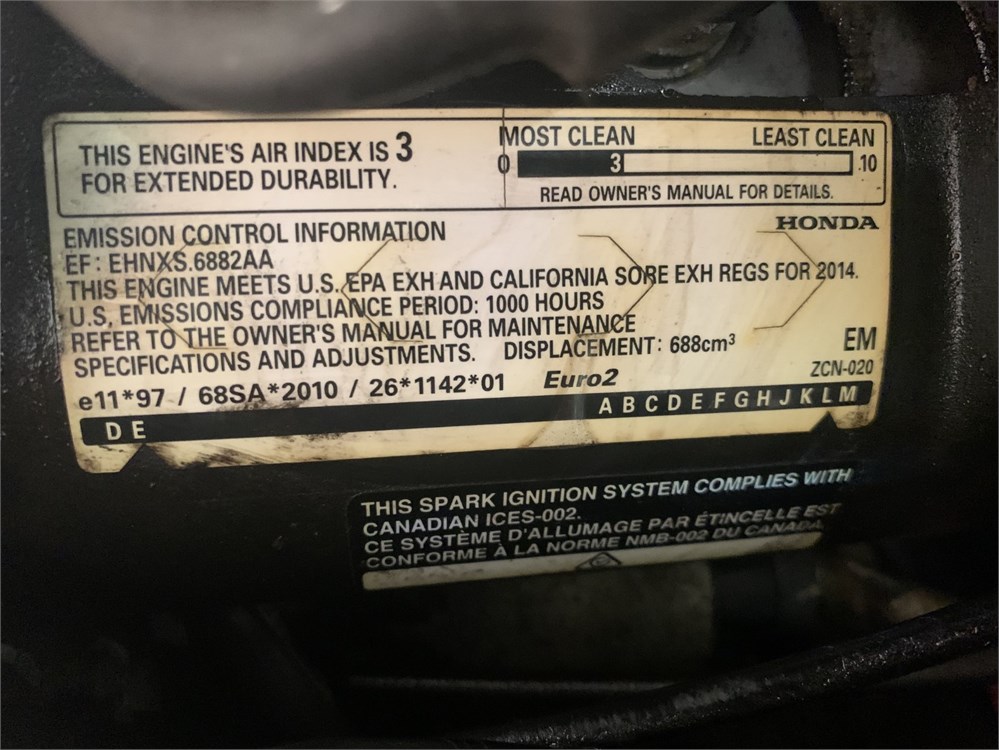 THIS ENGINE'S AIR INDEX IS 3
FOR EXTENDED DURABILITY.
MOST CLEAN LEAST CLEAN
0 3 10
READ OWNER'S MANUAL FOR DETAILS.
HONDA
EMISSION CONTROL INFORMATION
EF: EHNXS.6882AA
THIS ENGINE MEETS U.S. EPA EXH AND CALIFORNIA SORE EXH REGS FOR 2014.
U.S. EMISSIONS COMPLIANCE PERIOD: 1000 HOURS
REFER TO THE OWNER'S MANUAL FOR MAINTENANCE
SPECIFICATIONS AND ADJUSTMENTS. DISPLACEMENT: 688cm³
EM
ZCN-020
e11*97 / 68SA*2010 / 26*1142*01 Euro2
D E A B C D E F G H J K L M
THIS SPARK IGNITION SYSTEM COMPLIES WITH
CANADIAN ICES-002.
CE SYSTÈME D'ALLUMAGE PAR ÉTINCELLE EST
CONFORME À LA NORME NMB-002 DU CANADA.